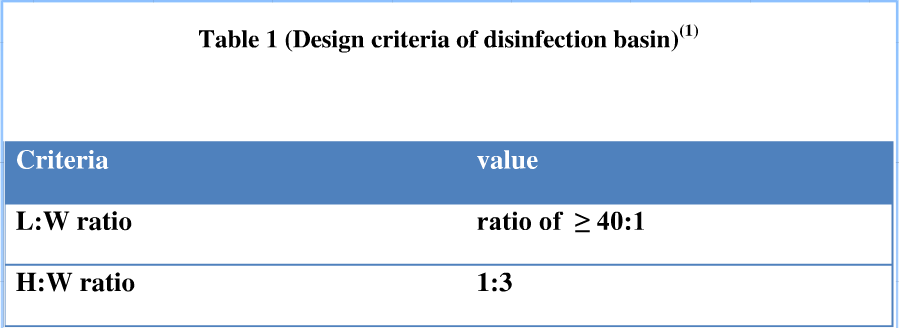 Table 1 (Design criteria of disinfection basin)(1)
Criteria value
L:W ratio ratio of ≥ 40:1
H:W ratio 1:3